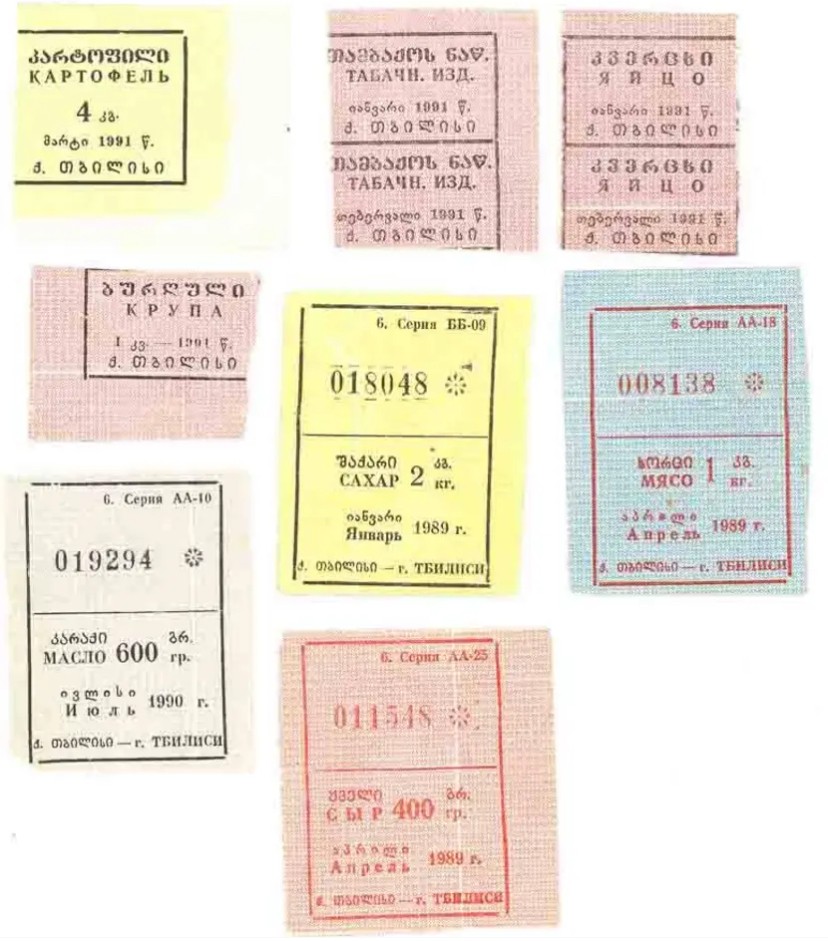 კარტოფილი
КАРТОФЕЛЬ
4 კგ.
მარტი 1991 წ.
ქ. თბილისი
თამბაქოს ნაწ.
ТАБАЧН. ИЗД.
იანვარი 1991 წ.
ქ. თბილისი
თამბაქოს ნაწ.
ТАБАЧН. ИЗД.
თებერვალი 1991 წ.
ქ. თბილისი
კვერცხი
ЯЙЦО
იანვარი 1991 წ.
ქ. თბილისი
კვერცხი
ЯЙЦО
თებერვალი 1991 წ.
ქ. თბილისი
ბურღული
КРУПА
1 კვ. — 1991 წ.
ქ. თბილისი
6. Серия ББ-09
018048
შაქარი 2 კგ.
САХАР кг.
იანვარი
Январь 1989 г.
ქ. თბილისი — г. ТБИЛИСИ
6. Серия АА-18
008138
ხორცი 1 კგ.
МЯСО кг.
აპრილი
Апрель 1989 г.
ქ. თბილისი — г. ТБИЛИСИ
6. Серия АА-10
019294
კარაქი გრ.
МАСЛО 600 гр.
ივლისი
Июль 1990 г.
ქ. თბილისი — г. ТБИЛИСИ
6. Серия АА-25
011548
ყველი გრ.
СЫР 400 гр.
აპრილი
Апрель 1989 г.
ქ. თბილისი — г. ТБИЛИСИ